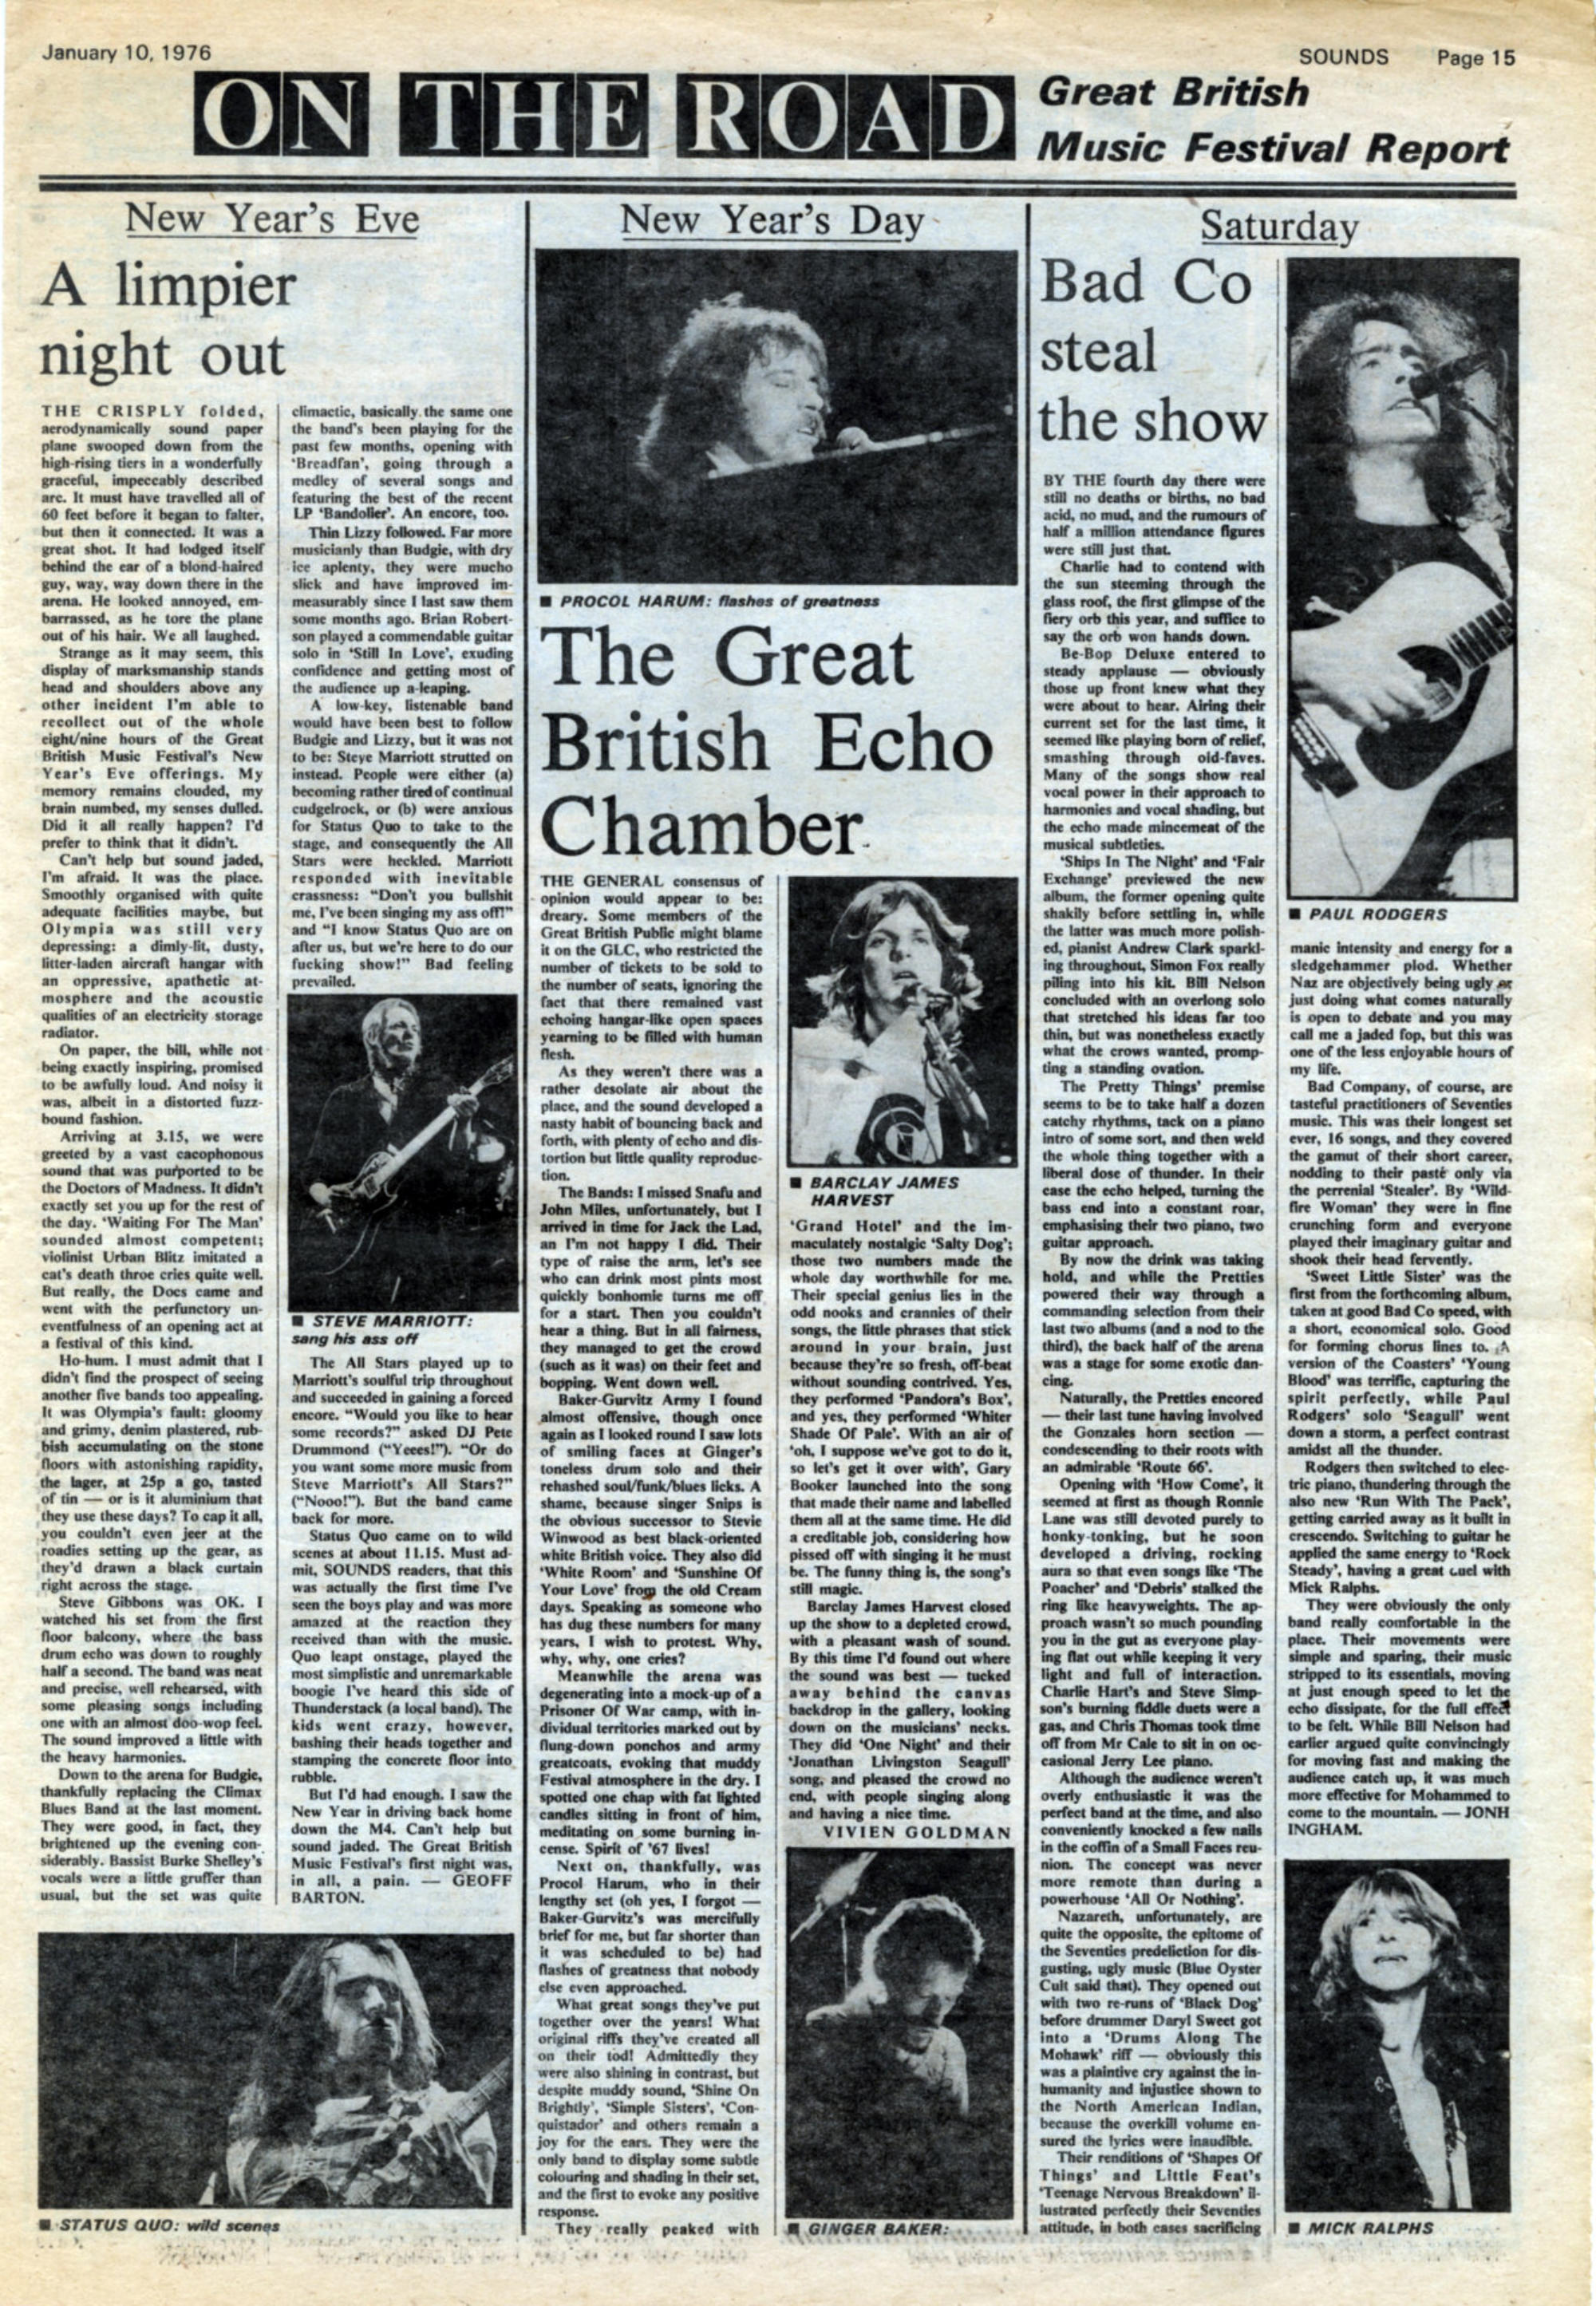 January 10, 1976
SOUNDS Page 15
ON THE ROAD
Great British
Music Festival Report
New Year's Eve
A limpier
night out
THE CRISPLY folded,
aerodynamically sound paper
plane swooped down from the
high-rising tiers in a wonderfully
graceful, impeccably described
arc. It must have travelled all of
60 feet before it began to falter,
but then it connected. It was a
great shot. It had lodged itself
behind the ear of a blond-haired
guy, way, way down there in the
arena. He looked annoyed, em-
barrassed, as he tore the plane
out of his hair. We all laughed.
Strange as it may seem, this
display of marksmanship stands
head and shoulders above any
other incident I'm able to
recollect out of the whole
eight/nine hours of the Great
British Music Festival's New
Year's Eve offerings. My
memory remains clouded, my
brain numbed, my senses dulled.
Did it all really happen? I'd
prefer to think that it didn't.
Can't help but sound jaded,
I'm afraid. It was the place.
Smoothly organised with quite
adequate facilities maybe, but
Olympia was still very
depressing: a dimly-lit, dusty,
litter-laden aircraft hangar with
an oppressive, apathetic at-
mosphere and the acoustic
qualities of an electricity storage
radiator.
On paper, the bill, while not
being exactly inspiring, promised
to be awfully loud. And noisy it
was, albeit in a distorted fuzz-
bound fashion.
Arriving at 3.15, we were
greeted by a vast cacophonous
sound that was purported to be
the Doctors of Madness. It didn't
exactly set you up for the rest of
the day. 'Waiting For The Man'
sounded almost competent;
violinist Urban Blitz imitated a
cat's death throe cries quite well.
But really, the Docs came and
went with the perfunctory un-
eventfulness of an opening act at
a festival of this kind.
Ho-hum. I must admit that I
didn't find the prospect of seeing
another five bands too appealing.
It was Olympia's fault: gloomy
and grimy, denim plastered, rub-
bish accumulating on the stone
floors with astonishing rapidity,
the lager, at 25p a go, tasted
of tin — or is it aluminium that
they use these days? To cap it all,
you couldn't even jeer at the
roadies setting up the gear, as
they'd drawn a black curtain
right across the stage.
Steve Gibbons was OK. I
watched his set from the first
floor balcony, where the bass
drum echo was down to roughly
half a second. The band was neat
and precise, well rehearsed, with
some pleasing songs including
one with an almost doo-wop feel.
The sound improved a little with
the heavy harmonies.
Down to the arena for Budgie,
thankfully replacing the Climax
Blues Band at the last moment.
They were good, in fact, they
brightened up the evening con-
siderably. Bassist Burke Shelley's
vocals were a little gruffer than
usual, but the set was quite
climactic, basically the same one
the band's been playing for the
past few months, opening with
'Breadfan', going through a
medley of several songs and
featuring the best of the recent
LP 'Bandolier'. An encore, too.
Thin Lizzy followed. Far more
musicianly than Budgie, with dry
ice aplenty, they were mucho
slick and have improved im-
measurably since I last saw them
some months ago. Brian Robert-
son played a commendable guitar
solo in 'Still In Love', exuding
confidence and getting most of
the audience up a-leaping.
A low-key, listenable band
would have been best to follow
Budgie and Lizzy, but it was not
to be: Steve Marriott strutted on
instead. People were either (a)
becoming rather tired of continual
cudgelrock, or (b) were anxious
for Status Quo to take to the
stage, and consequently the All
Stars were heckled. Marriott
responded with inevitable
crassness: "Don't you bullshit
me, I've been singing my ass off!"
and "I know Status Quo are on
after us, but we're here to do our
fucking show!" Bad feeling
prevailed.
■ STEVE MARRIOTT:
sang his ass off
The All Stars played up to
Marriott's soulful trip throughout
and succeeded in gaining a forced
encore. "Would you like to hear
some records?" asked DJ Pete
Drummond ("Yeees!"). "Or do
you want some more music from
Steve Marriott's All Stars?"
("Nooo!"). But the band came
back for more.
Status Quo came on to wild
scenes at about 11.15. Must ad-
mit, SOUNDS readers, that this
was actually the first time I've
seen the boys play and was more
amazed at the reaction they
received than with the music.
Quo leapt onstage, played the
most simplistic and unremarkable
boogie I've heard this side of
Thunderstack (a local band). The
kids went crazy, however,
bashing their heads together and
stamping the concrete floor into
rubble.
But I'd had enough. I saw the
New Year in driving back home
down the M4. Can't help but
sound jaded. The Great British
Music Festival's first night was,
in all, a pain. — GEOFF
BARTON.
■ STATUS QUO: wild scenes
New Year's Day
■ PROCOL HARUM: flashes of greatness
The Great
British Echo
Chamber
THE GENERAL consensus of
opinion would appear to be:
dreary. Some members of the
Great British Public might blame
it on the GLC, who restricted the
number of tickets to be sold to
the number of seats, ignoring the
fact that there remained vast
echoing hangar-like open spaces
yearning to be filled with human
flesh.
As they weren't there was a
rather desolate air about the
place, and the sound developed a
nasty habit of bouncing back and
forth, with plenty of echo and dis-
tortion but little quality reproduc-
tion.
The Bands: I missed Snafu and
John Miles, unfortunately, but I
arrived in time for Jack the Lad,
an I'm not happy I did. Their
type of raise the arm, let's see
who can drink most pints most
quickly bonhomie turns me off
for a start. Then you couldn't
hear a thing. But in all fairness,
they managed to get the crowd
(such as it was) on their feet and
bopping. Went down well.
Baker-Gurvitz Army I found
almost offensive, though once
again as I looked round I saw lots
of smiling faces at Ginger's
toneless drum solo and their
rehashed soul/funk/blues licks. A
shame, because singer Snips is
the obvious successor to Stevie
Winwood as best black-oriented
white British voice. They also did
'White Room' and 'Sunshine Of
Your Love' from the old Cream
days. Speaking as someone who
has dug these numbers for many
years, I wish to protest. Why,
why, why, one cries?
Meanwhile the arena was
degenerating into a mock-up of a
Prisoner Of War camp, with in-
dividual territories marked out by
flung-down ponchos and army
greatcoats, evoking that muddy
Festival atmosphere in the dry. I
spotted one chap with fat lighted
candles sitting in front of him,
meditating on some burning in-
cense. Spirit of '67 lives!
Next on, thankfully, was
Procol Harum, who in their
lengthy set (oh yes, I forgot —
Baker-Gurvitz's was mercifully
brief for me, but far shorter than
it was scheduled to be) had
flashes of greatness that nobody
else even approached.
What great songs they've put
together over the years! What
original riffs they've created all
on their tod! Admittedly they
were also shining in contrast, but
despite muddy sound, 'Shine On
Brightly', 'Simple Sisters', 'Con-
quistador' and others remain a
joy for the ears. They were the
only band to display some subtle
colouring and shading in their set,
and the first to evoke any positive
response.
They really peaked with
■ BARCLAY JAMES
HARVEST
'Grand Hotel' and the im-
maculately nostalgic 'Salty Dog';
those two numbers made the
whole day worthwhile for me.
Their special genius lies in the
odd nooks and crannies of their
songs, the little phrases that stick
around in your brain, just
because they're so fresh, off-beat
without sounding contrived. Yes,
they performed 'Pandora's Box',
and yes, they performed 'Whiter
Shade Of Pale'. With an air of
'oh, I suppose we've got to do it,
so let's get it over with', Gary
Booker launched into the song
that made their name and labelled
them all at the same time. He did
a creditable job, considering how
pissed off with singing it he must
be. The funny thing is, the song's
still magic.
Barclay James Harvest closed
up the show to a depleted crowd,
with a pleasant wash of sound.
By this time I'd found out where
the sound was best — tucked
away behind the canvas
backdrop in the gallery, looking
down on the musicians' necks.
They did 'One Night' and their
'Jonathan Livingston Seagull'
song, and pleased the crowd no
end, with people singing along
and having a nice time.
VIVIEN GOLDMAN
■ GINGER BAKER:
Saturday
Bad Co
steal
the show
BY THE fourth day there were
still no deaths or births, no bad
acid, no mud, and the rumours of
half a million attendance figures
were still just that.
Charlie had to contend with
the sun steeming through the
glass roof, the first glimpse of the
fiery orb this year, and suffice to
say the orb won hands down.
Be-Bop Deluxe entered to
steady applause — obviously
those up front knew what they
were about to hear. Airing their
current set for the last time, it
seemed like playing born of relief,
smashing through old-faves.
Many of the songs show real
vocal power in their approach to
harmonies and vocal shading, but
the echo made mincemeat of the
musical subtleties.
'Ships In The Night' and 'Fair
Exchange' previewed the new
album, the former opening quite
shakily before settling in, while
the latter was much more polish-
ed, pianist Andrew Clark sparkl-
ing throughout, Simon Fox really
piling into his kit. Bill Nelson
concluded with an overlong solo
that stretched his ideas far too
thin, but was nonetheless exactly
what the crows wanted, promp-
ting a standing ovation.
The Pretty Things' premise
seems to be to take half a dozen
catchy rhythms, tack on a piano
intro of some sort, and then weld
the whole thing together with a
liberal dose of thunder. In their
case the echo helped, turning the
bass end into a constant roar,
emphasising their two piano, two
guitar approach.
By now the drink was taking
hold, and while the Pretties
powered their way through a
commanding selection from their
last two albums (and a nod to the
third), the back half of the arena
was a stage for some exotic dan-
cing.
Naturally, the Pretties encored
— their last tune having involved
the Gonzales horn section —
condescending to their roots with
an admirable 'Route 66'.
Opening with 'How Come', it
seemed at first as though Ronnie
Lane was still devoted purely to
honky-tonking, but he soon
developed a driving, rocking
aura so that even songs like 'The
Poacher' and 'Debris' stalked the
ring like heavyweights. The ap-
proach wasn't so much pounding
you in the gut as everyone play-
ing flat out while keeping it very
light and full of interaction.
Charlie Hart's and Steve Simp-
son's burning fiddle duets were a
gas, and Chris Thomas took time
off from Mr Cale to sit in on oc-
casional Jerry Lee piano.
Although the audience weren't
overly enthusiastic it was the
perfect band at the time, and also
conveniently knocked a few nails
in the coffin of a Small Faces reu-
nion. The concept was never
more remote than during a
powerhouse 'All Or Nothing'.
Nazareth, unfortunately, are
quite the opposite, the epitome of
the Seventies predeliction for dis-
gusting, ugly music (Blue Oyster
Cult said that). They opened out
with two re-runs of 'Black Dog'
before drummer Daryl Sweet got
into a 'Drums Along The
Mohawk' riff — obviously this
was a plaintive cry against the in-
humanity and injustice shown to
the North American Indian,
because the overkill volume en-
sured the lyrics were inaudible.
Their renditions of 'Shapes Of
Things' and Little Feat's
'Teenage Nervous Breakdown' il-
lustrated perfectly their Seventies
attitude, in both cases sacrificing
■ PAUL RODGERS
manic intensity and energy for a
sledgehammer plod. Whether
Naz are objectively being ugly or
just doing what comes naturally
is open to debate and you may
call me a jaded fop, but this was
one of the less enjoyable hours of
my life.
Bad Company, of course, are
tasteful practitioners of Seventies
music. This was their longest set
ever, 16 songs, and they covered
the gamut of their short career,
nodding to their pasté only via
the perrenial 'Stealer'. By 'Wild-
fire Woman' they were in fine
crunching form and everyone
played their imaginary guitar and
shook their head fervently.
'Sweet Little Sister' was the
first from the forthcoming album,
taken at good Bad Co speed, with
a short, economical solo. Good
for forming chorus lines to. A
version of the Coasters' 'Young
Blood' was terrific, capturing the
spirit perfectly, while Paul
Rodgers' solo 'Seagull' went
down a storm, a perfect contrast
amidst all the thunder.
Rodgers then switched to elec-
tric piano, thundering through the
also new 'Run With The Pack',
getting carried away as it built in
crescendo. Switching to guitar he
applied the same energy to 'Rock
Steady', having a great duel with
Mick Ralphs.
They were obviously the only
band really comfortable in the
place. Their movements were
simple and sparing, their music
stripped to its essentials, moving
at just enough speed to let the
echo dissipate, for the full effect
to be felt. While Bill Nelson had
earlier argued quite convincingly
for moving fast and making the
audience catch up, it was much
more effective for Mohammed to
come to the mountain. — JONH
INGHAM.
■ MICK RALPHS